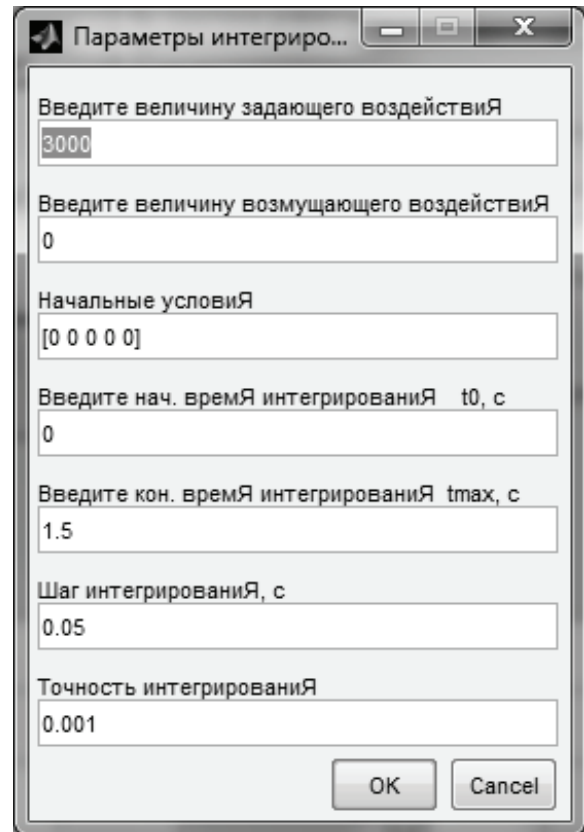 Параметры интегриро...
Введите величину задающего воздействиЯ
3000
Введите величину возмущающего воздействиЯ
0
Начальные условиЯ
[0 0 0 0 0]
Введите нач. времЯ интегрированиЯ t0, с
0
Введите кон. времЯ интегрированиЯ tmax, с
1.5
Шаг интегрированиЯ, с
0.05
Точность интегрированиЯ
0.001
OK Cancel